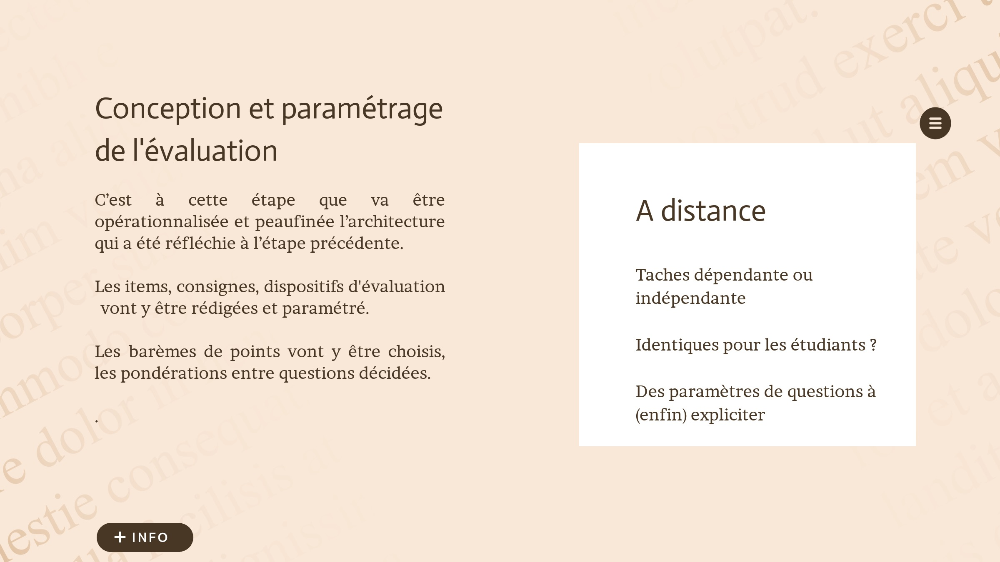 Conception et paramétrage
de l'évaluation
C’est à cette étape que va être
opérationnalisée et peaufinée l’architecture
qui a été réfléchie à l’étape précédente.
Les items, consignes, dispositifs d'évaluation
vont y être rédigées et paramétré.
Les barèmes de points vont y être choisis,
les pondérations entre questions décidées.
.
+ INFO
A distance
Taches dépendante ou
indépendante
Identiques pour les étudiants ?
Des paramètres de questions à
(enfin) expliciter